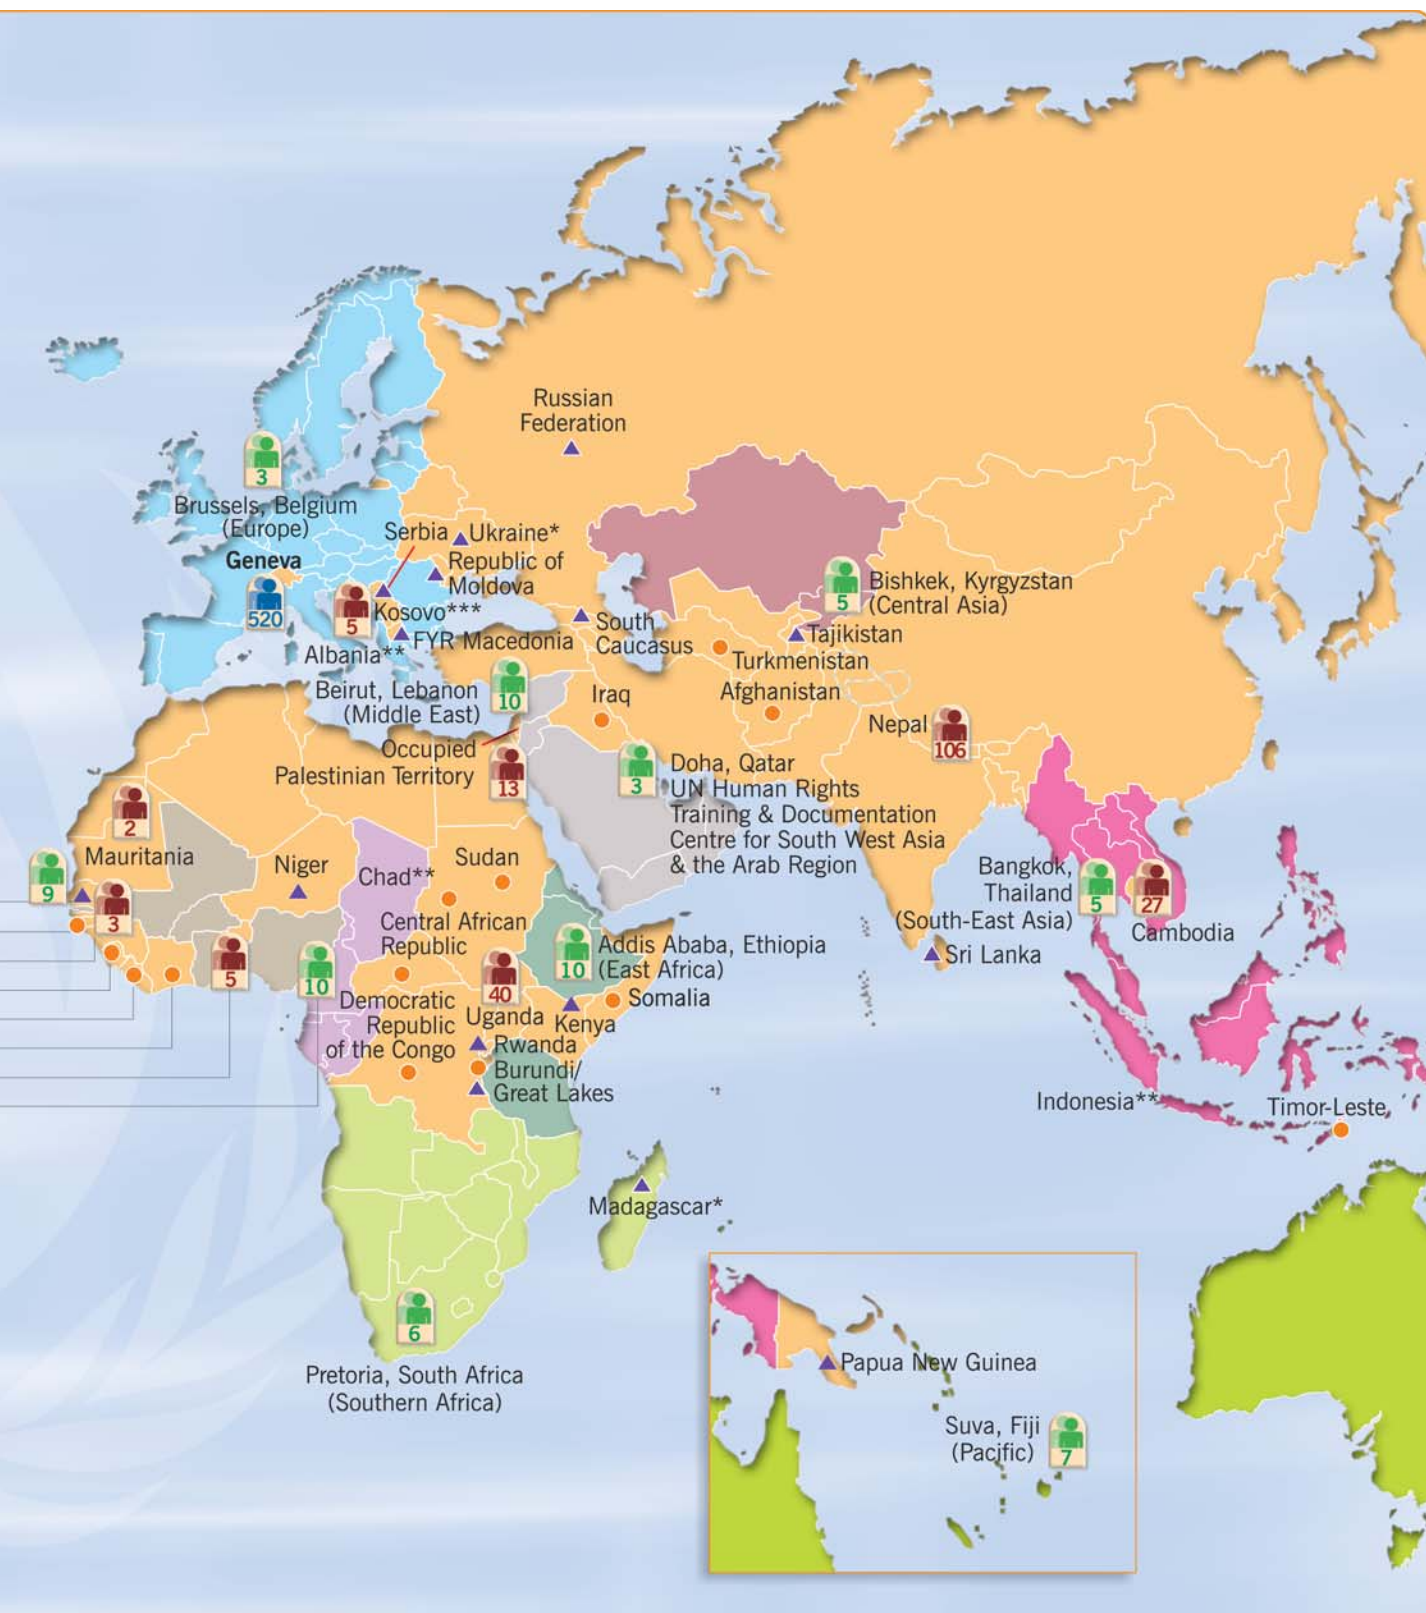 Russian
Federation
3
Brussels, Belgium
(Europe)
Geneva
520
Serbia
Ukraine*
Republic of
Moldova
5
Kosovo***
FYR Macedonia
Albania**
South
Caucasus
5
Bishkek, Kyrgyzstan
(Central Asia)
Tajikistan
Turkmenistan
Afghanistan
Beirut, Lebanon
(Middle East)
10
Iraq
Nepal
106
Occupied
Palestinian Territory
13
3
Doha, Qatar
UN Human Rights
Training & Documentation
Centre for South West Asia
& the Arab Region
2
Mauritania
9
3
Niger
Chad**
Sudan
Central African
Republic
5
10
40
Uganda
10
Addis Ababa, Ethiopia
(East Africa)
Somalia
Kenya
Democratic
Republic
of the Congo
Rwanda
Burundi/
Great Lakes
Bangkok,
Thailand
(South-East Asia)
5
27
Cambodia
Sri Lanka
Indonesia**
Timor-Leste
Madagascar*
6
Pretoria, South Africa
(Southern Africa)
Papua New Guinea
Suva, Fiji
(Pacific)
7